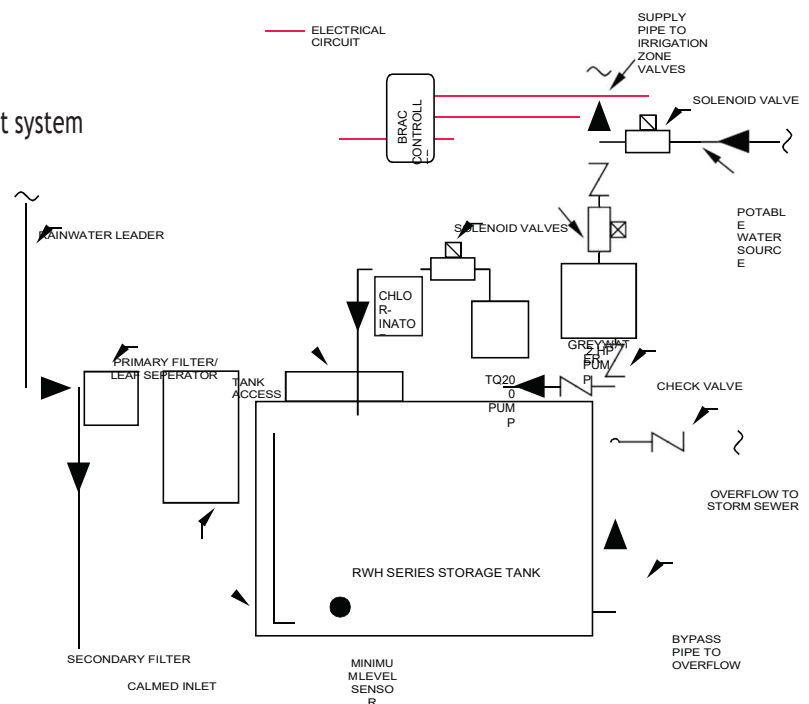 ELECTRICAL
CIRCUIT
SUPPLY
PIPE TO
IRRIGATION
ZONE
VALVES
t system
BRAC
CONTROLL
SOLENOID VALVE
RAINWATER LEADER
SOLENOID VALVES
POTABL
E
WATER
SOURC
E
CHLO
R-
INATO
GREYWAT
ER
2 HP
PUM
P
PRIMARY FILTER/
LEAF SEPERATOR
TANK
ACCESS
TQ20
0
PUM
P
CHECK VALVE
OVERFLOW TO
STORM SEWER
RWH SERIES STORAGE TANK
BYPASS
PIPE TO
OVERFLOW
SECONDARY FILTER
CALMED INLET
MINIMU
MLEVEL
SENSO
R